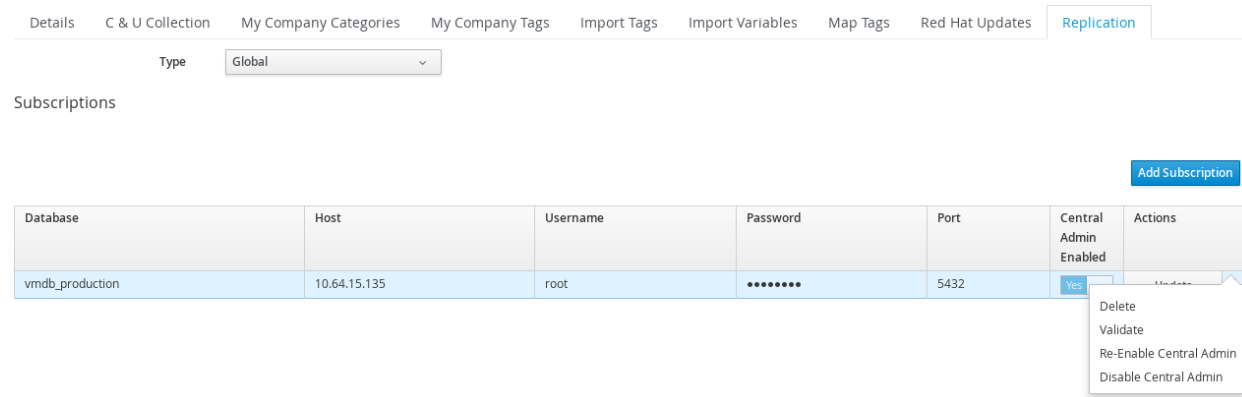 Details C & U Collection My Company Categories My Company Tags Import Tags Import Variables Map Tags Red Hat Updates Replication
Type Global
Subscriptions
Add Subscription
Database Host Username Password Port Central Admin Enabled Actions
vmdb_production 10.64.15.135 root •••••••• 5432 Yes Update
Delete
Validate
Re-Enable Central Admin
Disable Central Admin